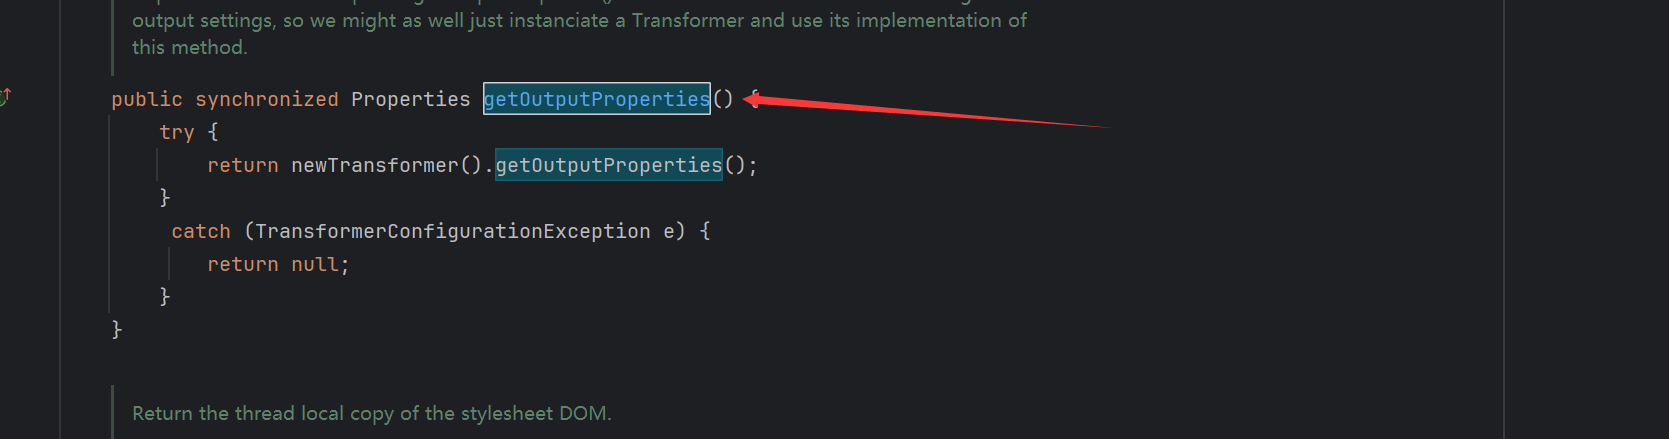 output settings, so we might as well just instanciate a Transformer and use its implementation of
this method.
public synchronized Properties getOutputProperties() {
try {
return newTransformer().getOutputProperties();
}
catch (TransformerConfigurationException e) {
return null;
}
}
Return the thread local copy of the stylesheet DOM.